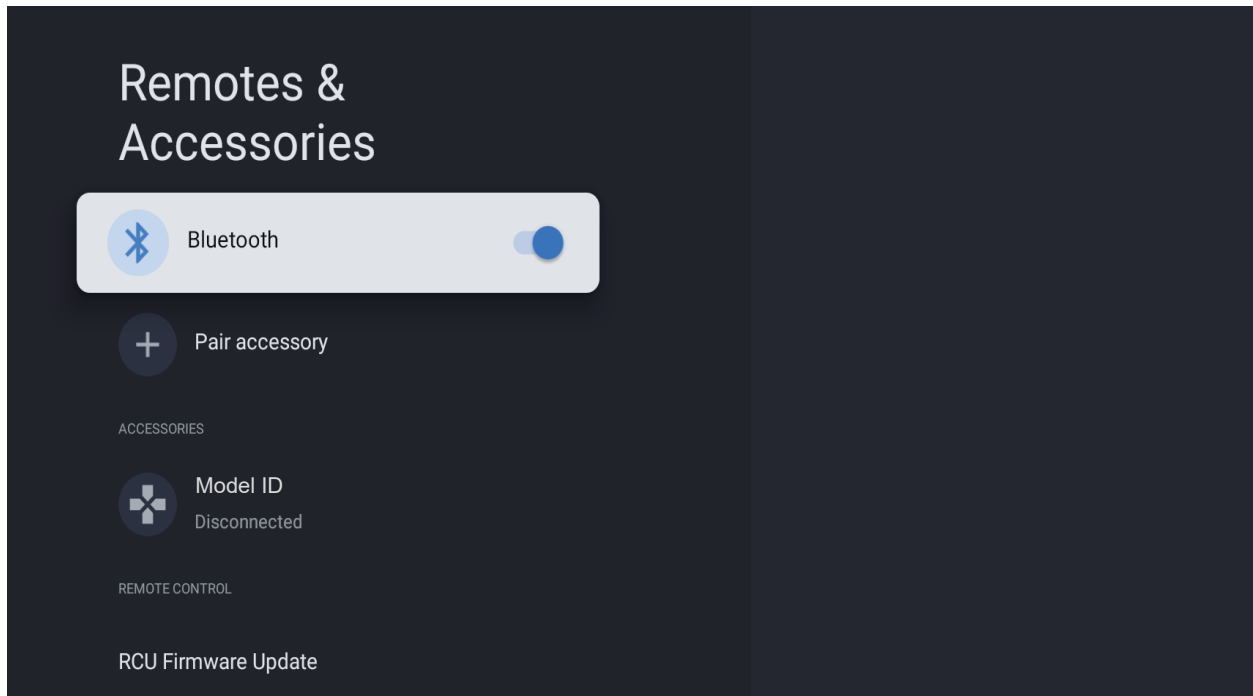 Remotes &
Accessories
Bluetooth
Pair accessory
ACCESSORIES
Model ID
Disconnected
REMOTE CONTROL
RCU Firmware Update